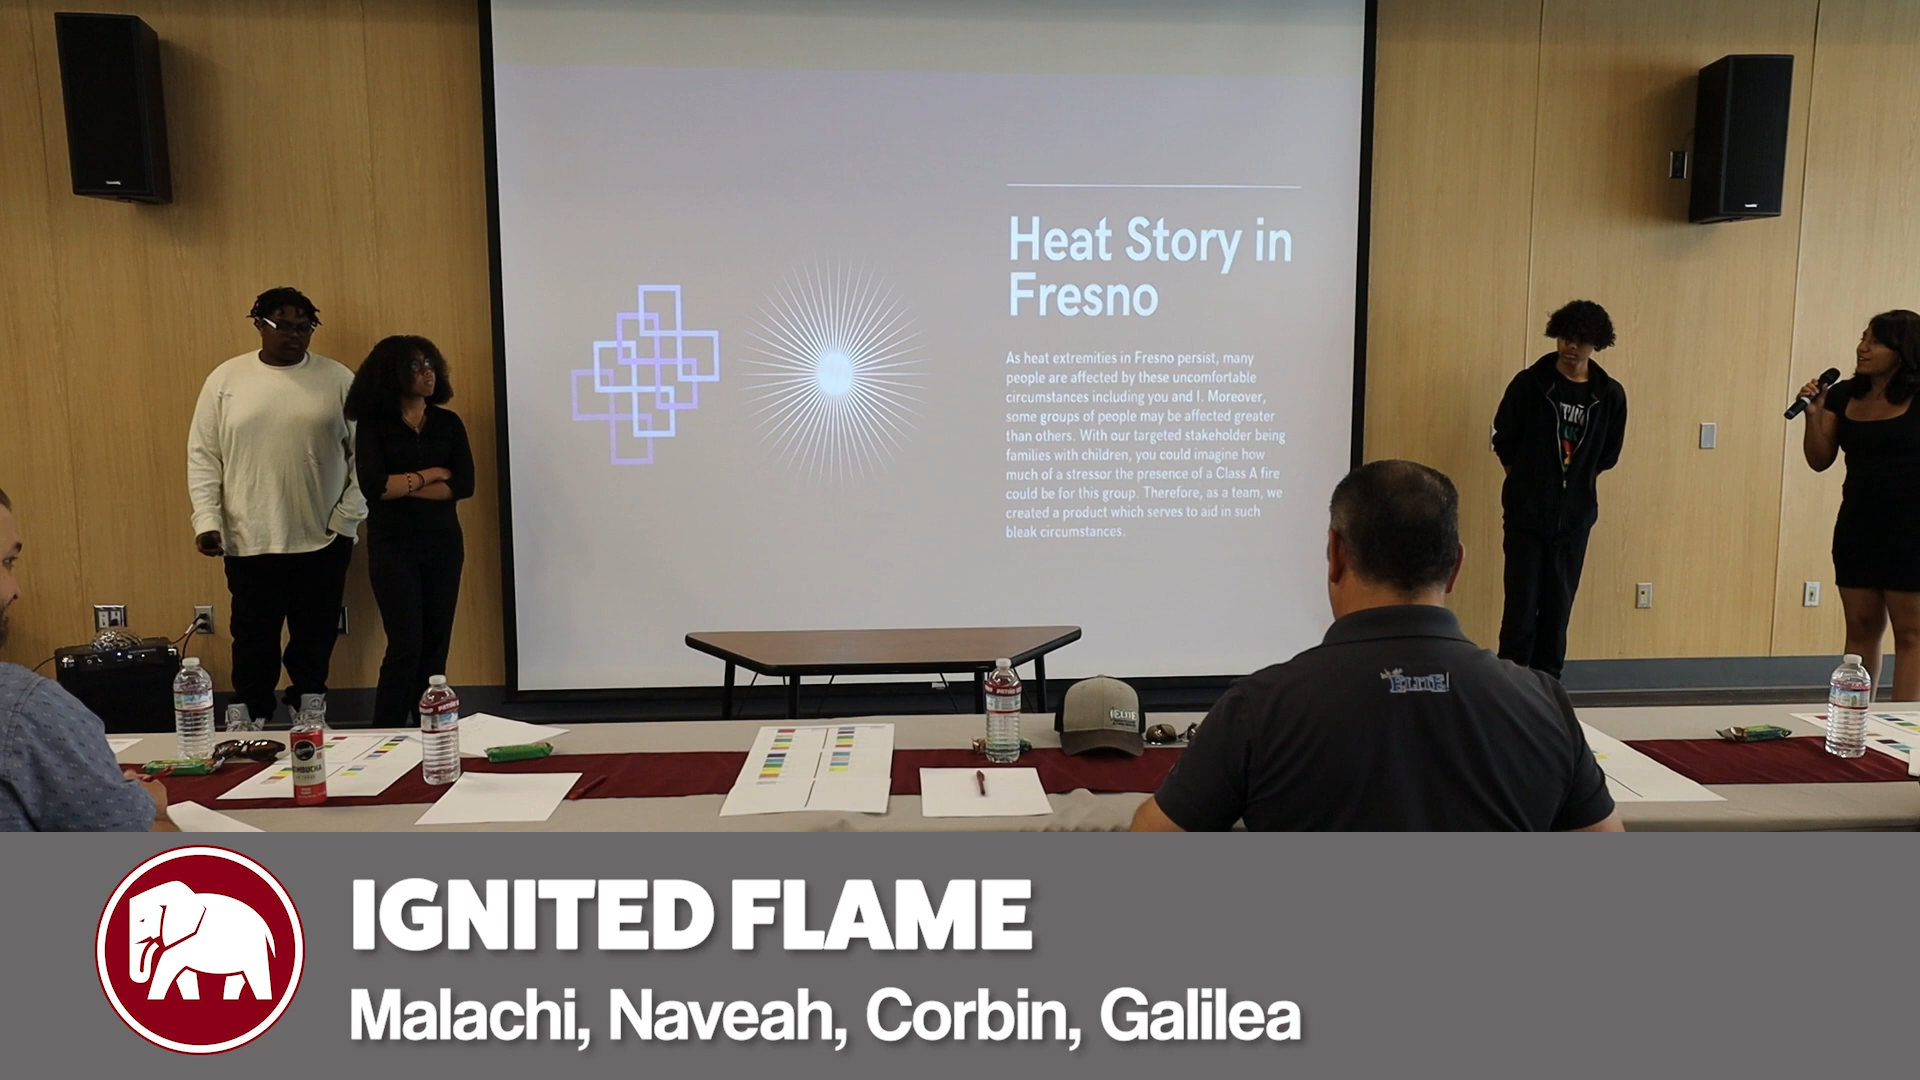 Heat Story in
Fresno
As heat extremities in Fresno persist, many
people are affected by these uncomfortable
circumstances including you and I. Moreover,
some groups of people may be affected greater
than others. With our targeted stakeholder being
families with children, you could imagine how
much of a stressor the presence of a Class A fire
could be for this group. Therefore, as a team, we
created a product which serves to aid in such
bleak circumstances.
ELITE
ELITE
KOMBUCHA
IGNITED FLAME
Malachi, Naveah, Corbin, Galilea